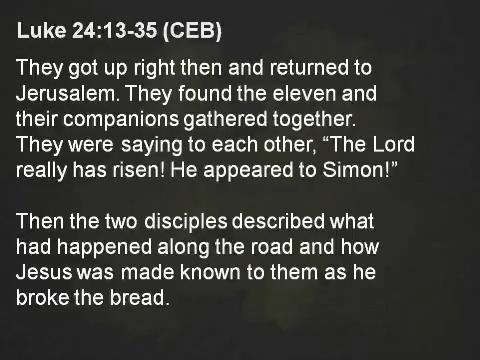 Luke 24:13-35 (CEB)
They got up right then and returned to
Jerusalem. They found the eleven and
their companions gathered together.
They were saying to each other, “The Lord
really has risen! He appeared to Simon!”
Then the two disciples described what
had happened along the road and how
Jesus was made known to them as he
broke the bread.